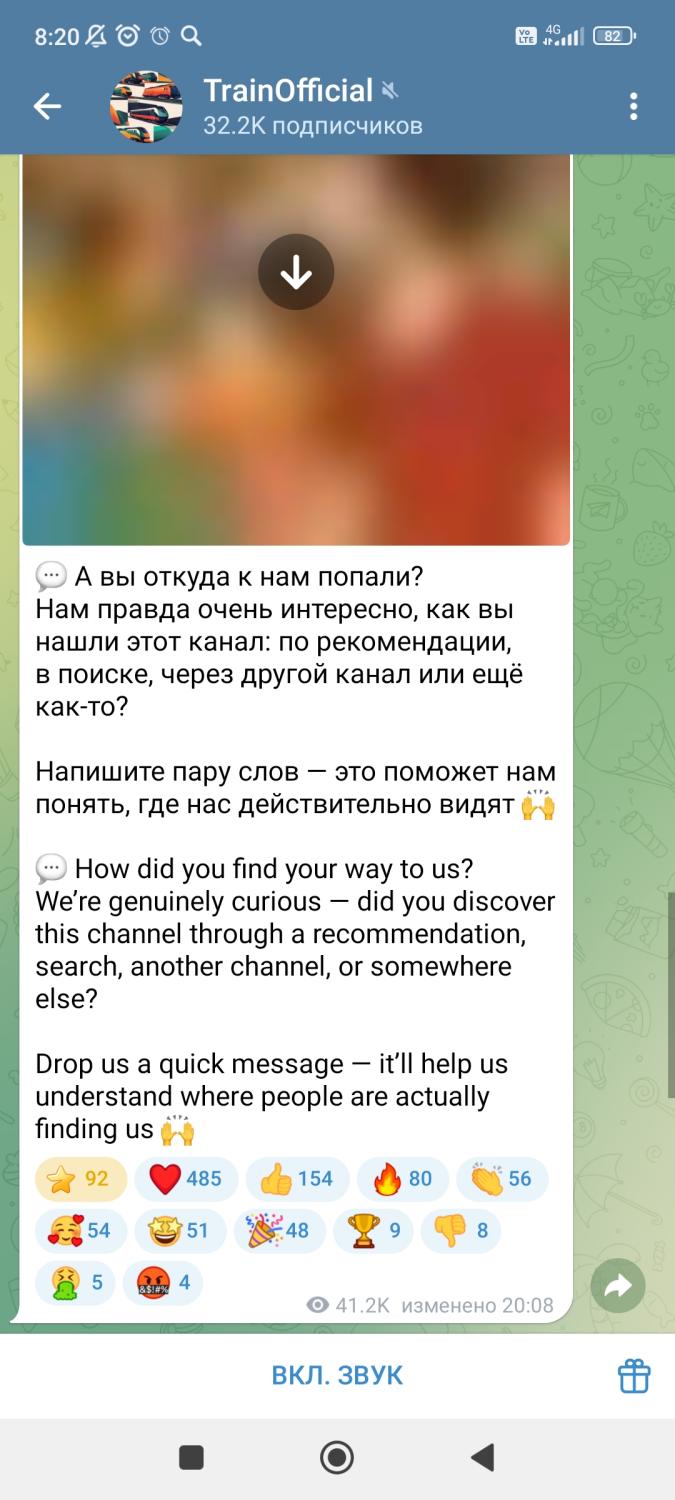 8:20
Vo LTE 4G 82
TrainOfficial
32.2K подписчиков
💬 А вы откуда к нам попали?
Нам правда очень интересно, как вы
нашли этот канал: по рекомендации,
в поиске, через другой канал или ещё
как-то?
Напишите пару слов — это поможет нам
понять, где нас действительно видят 🙌
💬 How did you find your way to us?
We’re genuinely curious — did you discover
this channel through a recommendation,
search, another channel, or somewhere
else?
Drop us a quick message — it’ll help us
understand where people are actually
finding us 🙌
⭐ 92 ❤️ 485 👍 154 🔥 80 👏 56
🥰 54 🤩 51 🎉 48 🏆 9 👎 8
🤮 5 🤬 4
41.2K изменено 20:08
ВКЛ. ЗВУК